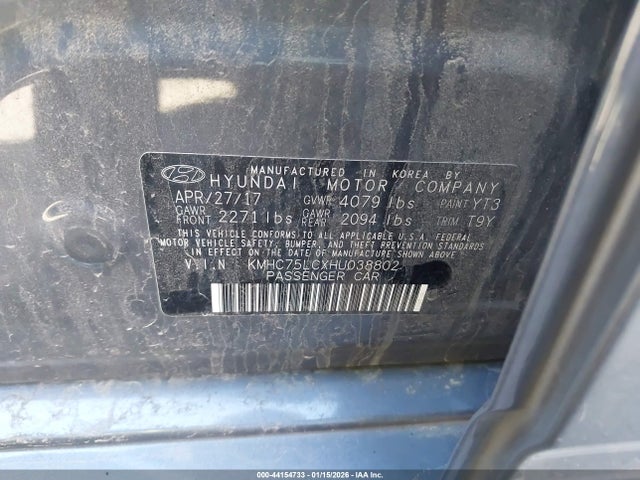 MANUFACTURED IN KOREA BY
HYUNDAI MOTOR COMPANY
APR/27/17 GVWR 4079 lbs PAINT YT3
GAWR FRONT 2271 lbs GAWR REAR 2094 lbs TRIM T9Y
THIS VEHICLE CONFORMS TO ALL APPLICABLE FEDERAL
MOTOR VEHICLE SAFETY, BUMPER, AND THEFT PREVENTION
STANDARDS IN EFFECT ON THE DATE OF MANUFACTURE SHOWN ABOVE.
V.I.N KMHC75LCXHU038802
PASSENGER CAR
000-44154733 - 01/15/2026 - IAA Inc.